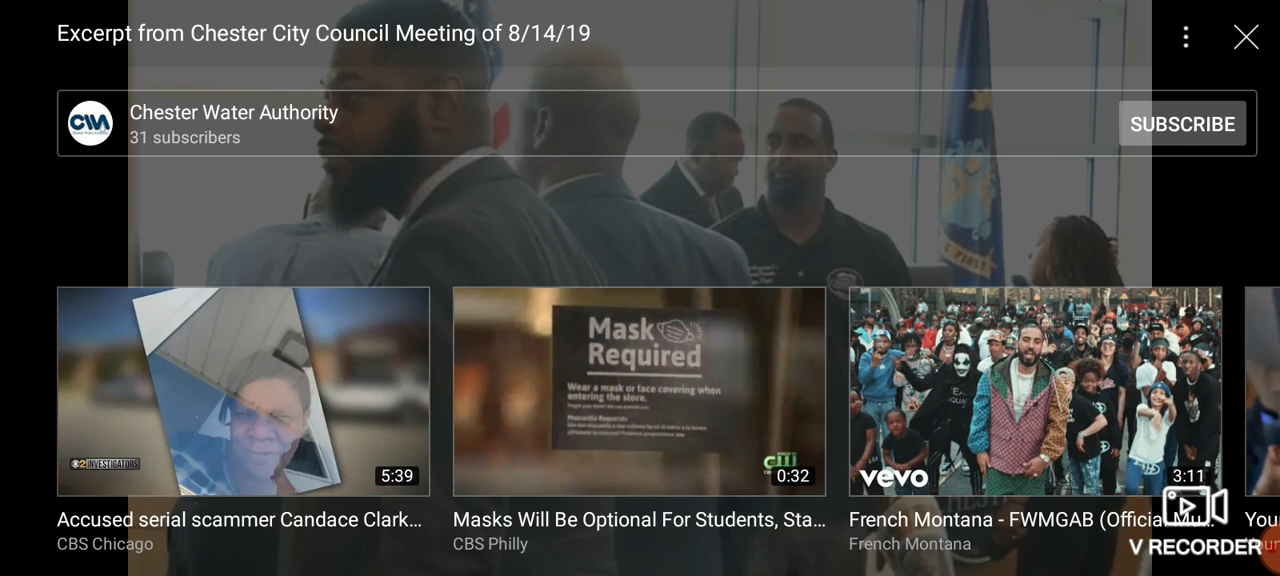 Excerpt from Chester City Council Meeting of 8/14/19
CWA
Chester Water Authority
31 subscribers
SUBSCRIBE
2 INVESTIGATORS
5:39
Mask
Required
Wear a mask or face covering when
entering the store.
CW
0:32
vevo
3:11
Accused serial scammer Candace Clark...
CBS Chicago
Masks Will Be Optional For Students, Sta...
CBS Philly
French Montana - FWMGAB (Official Mu...
French Montana
You
V RECORDER